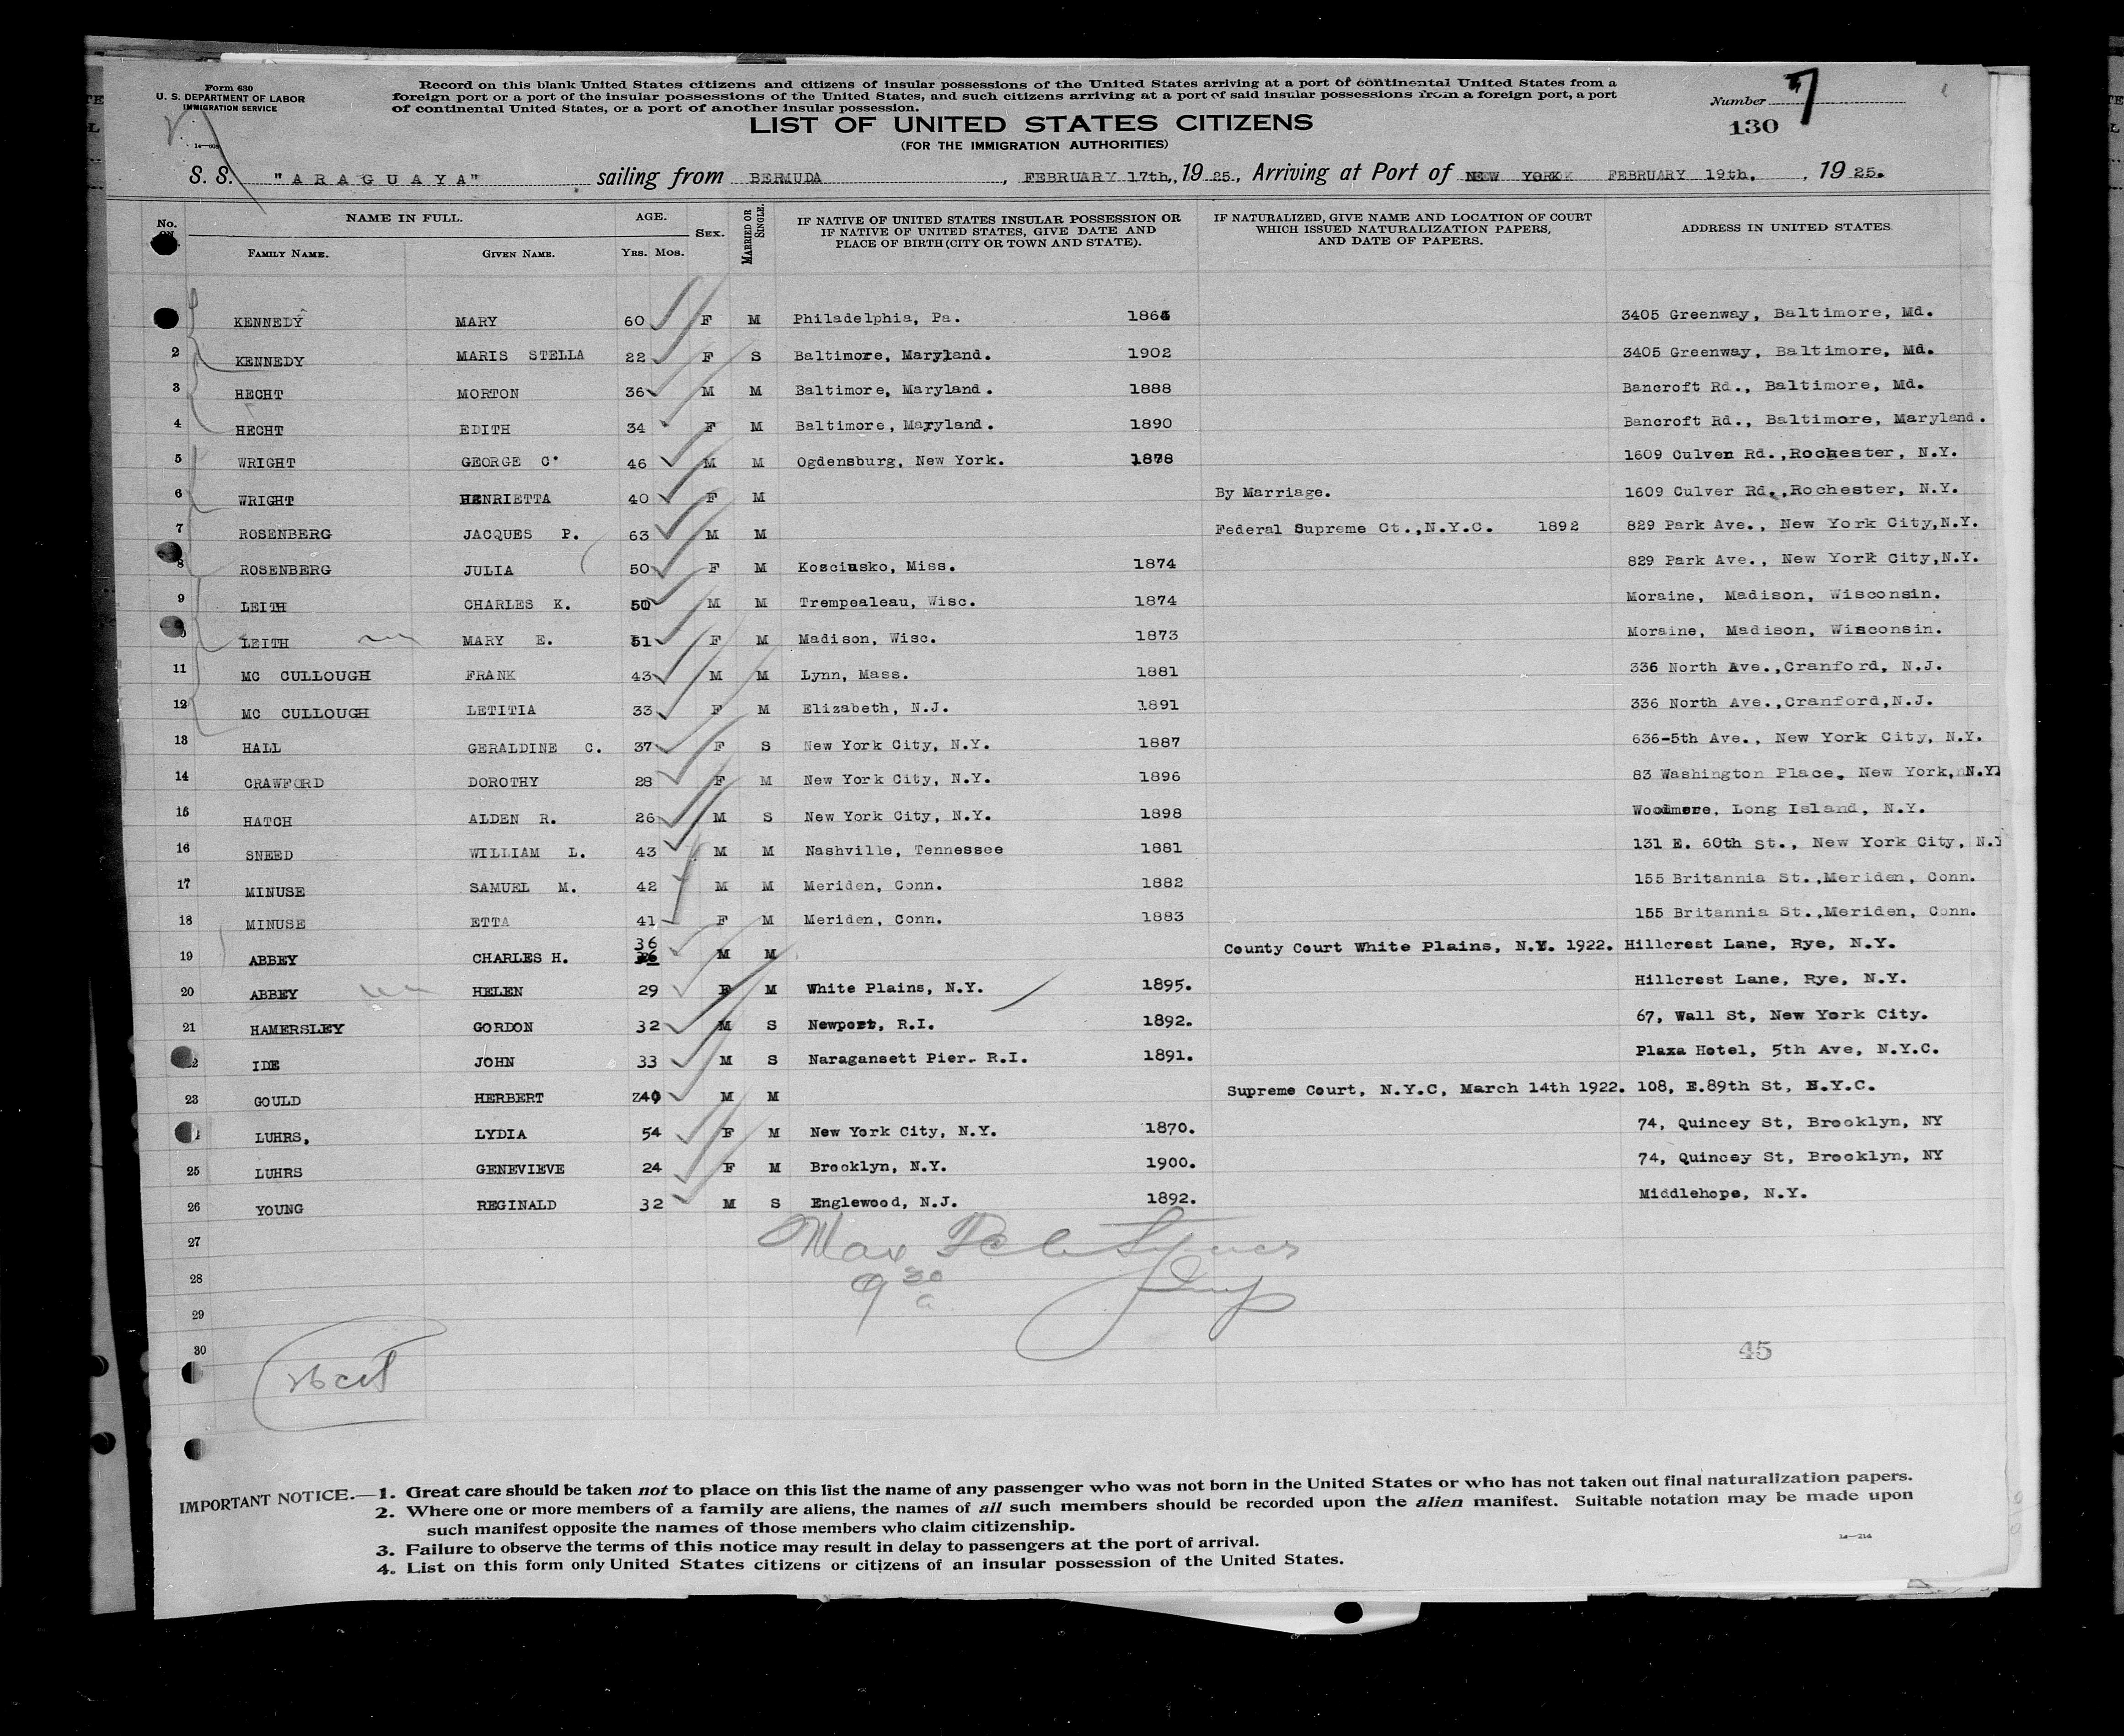 Form 630
U. S. DEPARTMENT OF LABOR
IMMIGRATION SERVICE
Record on this blank United States citizens and citizens of insular possessions of the United States arriving at a port of continental United States from a
foreign port or a port of the insular possessions of the United States, and such citizens arriving at a port of said insular possessions from a foreign port, a port
of continental United States, or a port of another insular possession.
Number 7
130
LIST OF UNITED STATES CITIZENS
(FOR THE IMMIGRATION AUTHORITIES)
S. S. "ARAGUAYA" sailing from BERMUDA, FEBRUARY 17th, 1925, Arriving at Port of NEW YORK FEBRUARY 19th, 1925.
No. NAME IN FULL. AGE. SEX. MARRIED OR SINGLE. IF NATIVE OF UNITED STATES INSULAR POSSESSION OR IF NATIVE OF UNITED STATES, GIVE DATE AND PLACE OF BIRTH (CITY OR TOWN AND STATE). IF NATURALIZED, GIVE NAME AND LOCATION OF COURT WHICH ISSUED NATURALIZATION PAPERS, AND DATE OF PAPERS. ADDRESS IN UNITED STATES
FAMILY NAME. GIVEN NAME. YRS. MOS.
KENNEDY MARY 60 F M Philadelphia, Pa. 1864 3405 Greenway, Baltimore, Md.
2 KENNEDY MARIS STELLA 22 F S Baltimore, Maryland. 1902 3405 Greenway, Baltimore, Md.
3 HECHT MORTON 36 M M Baltimore, Maryland. 1888 Bancroft Rd., Baltimore, Md.
4 HECHT EDITH 34 F M Baltimore, Maryland. 1890 Bancroft Rd., Baltimore, Maryland.
5 WRIGHT GEORGE C. 46 M M Ogdensburg, New York. 1878 1609 Culver Rd.,Rochester, N.Y.
6 WRIGHT HENRIETTA 40 F M By Marriage. 1609 Culver Rd.,Rochester, N.Y.
7 ROSENBERG JACQUES P. 63 M M Federal Supreme Ct.,N.Y.C. 1892 829 Park Ave., New York City,N.Y.
8 ROSENBERG JULIA 50 F M Kosciusko, Miss. 1874 829 Park Ave., New York City,N.Y.
9 LEITH CHARLES K. 50 M M Trempealeau, Wisc. 1874 Moraine, Madison, Wisconsin.
LEITH MARY E. 51 F M Madison, Wisc. 1873 Moraine, Madison, Wisconsin.
11 MC CULLOUGH FRANK 43 M M Lynn, Mass. 1881 336 North Ave.,Cranford, N.J.
12 MC CULLOUGH LETITIA 33 F M Elizabeth, N.J. 1891 336 North Ave.,Cranford,N.J.
13 HALL GERALDINE C. 37 F S New York City, N.Y. 1887 636-5th Ave., New York City, N.Y.
14 CRAWFORD DOROTHY 28 F M New York City, N.Y. 1896 83 Washington Place, New York, N.Y.
15 HATCH ALDEN R. 26 M S New York City, N.Y. 1898 Woodmere, Long Island, N.Y.
16 SNEED WILLIAM L. 43 M M Nashville, Tennessee 1881 131 E. 60th St., New York City, N.Y
17 MINUSE SAMUEL M. 42 M M Meriden, Conn. 1882 155 Britannia St.,Meriden, Conn.
18 MINUSE ETTA 41 F M Meriden, Conn. 1883 155 Britannia St.,Meriden, Conn.
19 ABBEY CHARLES H. 36 M M County Court White Plains, N.Y. 1922. Hillcrest Lane, Rye, N.Y.
20 ABBEY HELEN 29 F M White Plains, N.Y. 1895. Hillcrest Lane, Rye, N.Y.
21 HAMERSLEY GORDON 32 M S Newport, R.I. 1892. 67, Wall St, New York City.
22 IDE JOHN 33 M S Naragansett Pier. R.I. 1891. Plaza Hotel, 5th Ave, N.Y.C.
23 GOULD HERBERT 40 M M Supreme Court, N.Y.C, March 14th 1922. 108, E.89th St, N.Y.C.
LUHRS, LYDIA 54 F M New York City, N.Y. 1870. 74, Quincey St, Brooklyn, NY
25 LUHRS GENEVIEVE 24 F M Brooklyn, N.Y. 1900. 74, Quincey St, Brooklyn, NY
26 YOUNG REGINALD 32 M S Englewood, N.J. 1892. Middlehope, N.Y.
27
Max
28
9 30 a
29
30
45
26 cit
IMPORTANT NOTICE.—1. Great care should be taken not to place on this list the name of any passenger who was not born in the United States or who has not taken out final naturalization papers.
2. Where one or more members of a family are aliens, the names of all such members should be recorded upon the alien manifest. Suitable notation may be made upon
such manifest opposite the names of those members who claim citizenship.
3. Failure to observe the terms of this notice may result in delay to passengers at the port of arrival.
4. List on this form only United States citizens or citizens of an insular possession of the United States.
14—214